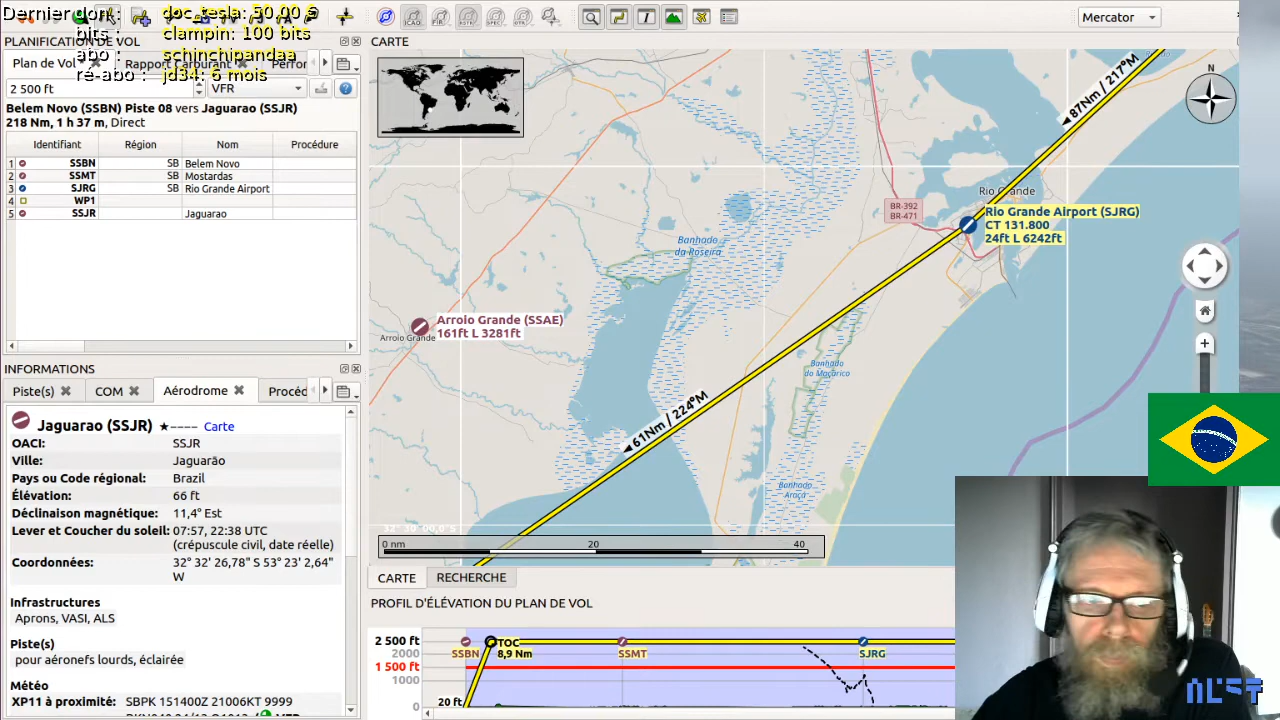 Dernier don : doc_tesla: 50,00 $
bits : clampin: 100 bits
abo : schinchipandaa
ré-abo : jd34: 6 mois
Mercator
PLANIFICATION DE VOL
Plan de Vol
Rapport Carburant
Perfor
2 500 ft
VFR
Belem Novo (SSBN) Piste 08 vers Jaguarao (SSJR)
218 Nm, 1 h 37 m, Direct
Identifiant Région Nom Procédure
1 SSBN SB Belem Novo
2 SSMT SB Mostardas
3 SJRG SB Rio Grande Airport
4 WP1
5 SSJR Jaguarao
INFORMATIONS
Piste(s) COM Aérodrome Procéd
Jaguarao (SSJR) ★---- Carte
OACI: SSJR
Ville: Jaguarão
Pays ou Code régional: Brazil
Élévation: 66 ft
Déclinaison magnétique: 11,4° Est
Lever et Coucher du soleil: 07:57, 22:38 UTC
(crépuscule civil, date réelle)
Coordonnées: 32° 32' 26,78" S 53° 23' 2,64"
W
Infrastructures
Aprons, VASI, ALS
Piste(s)
pour aéronefs lourds, éclairée
Météo
XP11 à proximité: SBPK 151400Z 21006KT 9999
CARTE
N
87Nm / 217°M
Rio Grande
BR-392
BR-471
Rio Grande Airport (SJRG)
CT 131.800
24ft L 6242ft
Banhado
da Roseira
Arroio Grande (SSAE)
161ft L 3281ft
Arroio Grande
Banhado
do Maçarico
61Nm / 224°M
Banhado
Araçá
0 nm 20 40
CARTE RECHERCHE
PROFIL D'ÉLÉVATION DU PLAN DE VOL
2 500 ft
2000
1 500 ft
1000
0
20 ft
SSBN
TOC
8,9 Nm
SSMT
SJRG